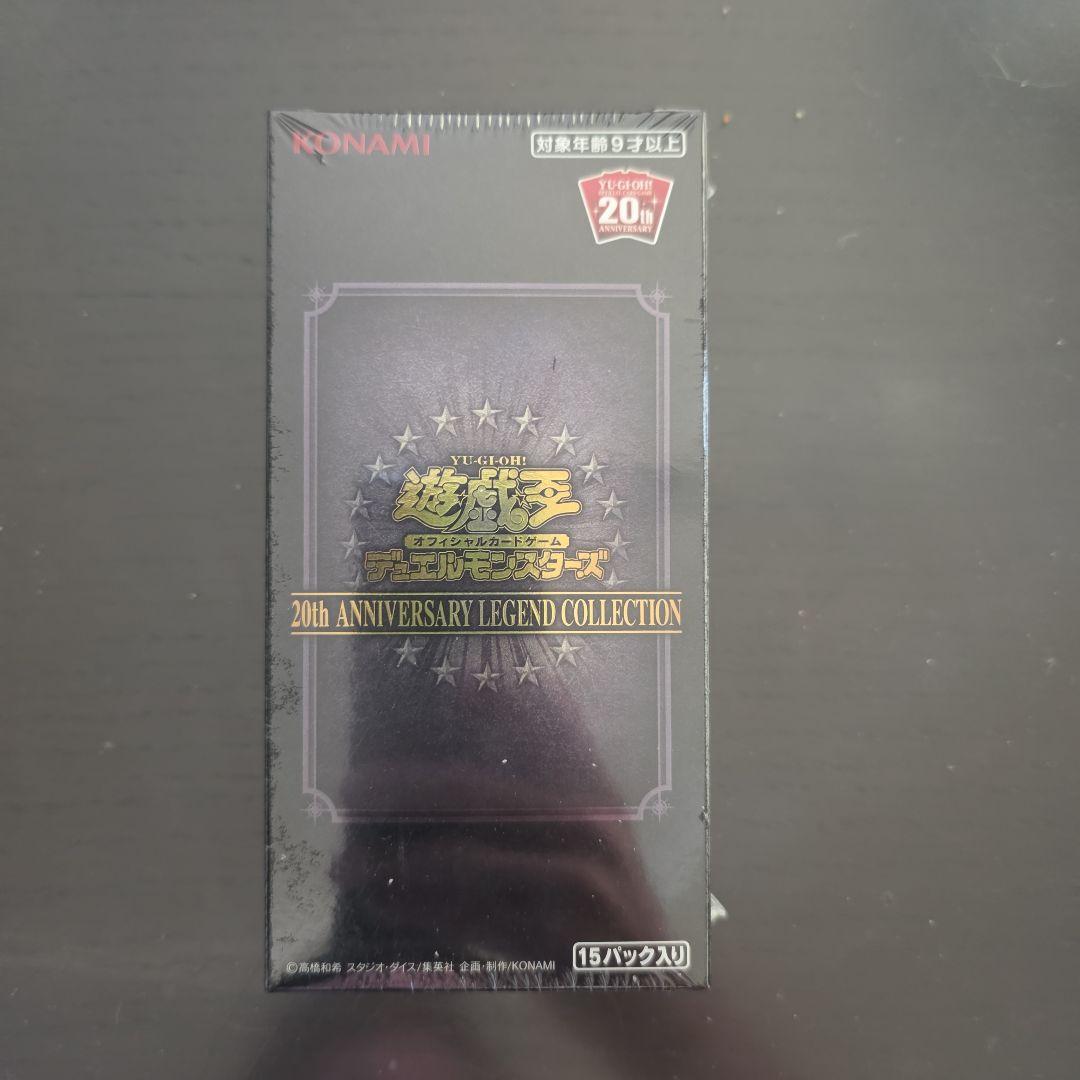 KONAMI
対象年齢9才以上
YU-GI-OH!
OFFICIAL CARD GAME
20th
ANNIVERSARY
YU-GI-OH!
遊☆戯☆王
オフィシャルカードゲーム
デュエルモンスターズ
20th ANNIVERSARY LEGEND COLLECTION
©高橋和希 スタジオ・ダイス/集英社 企画・制作/KONAMI
15パック入り